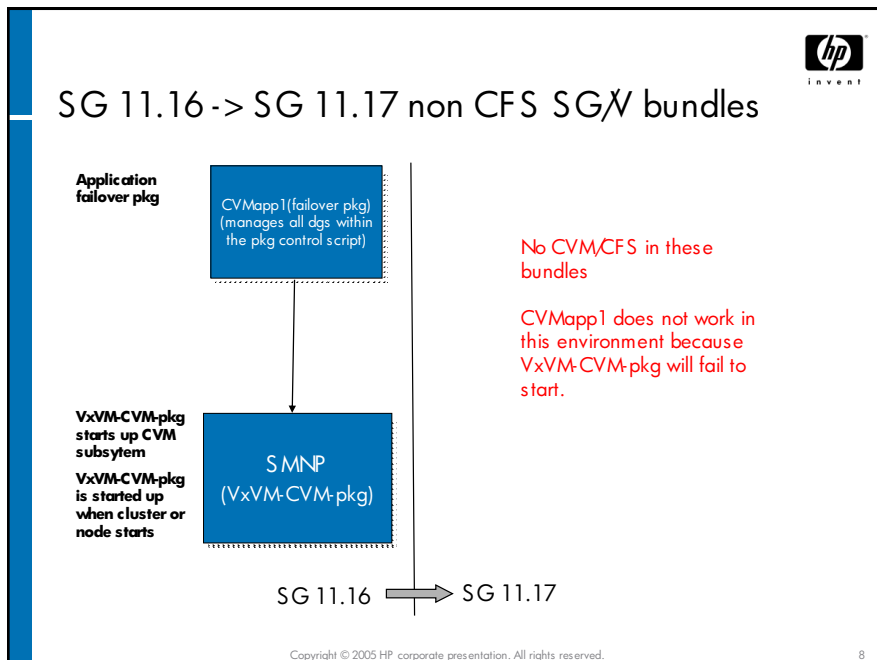 hp
invent
SG 11.16 -> SG 11.17 non CFS SG/V bundles
Application
failover pkg
CVMapp1(failover pkg)
(manages all dgs within
the pkg control script)
No CVM/CFS in these
bundles
CVMapp1 does not work in
this environment because
VxVM-CVM-pkg will fail to
start.
VxVM-CVM-pkg
starts up CVM
subsytem
VxVM-CVM-pkg
is started up
when cluster or
node starts
SMNP
(VxVM-CVM-pkg)
SG 11.16
SG 11.17
Copyright © 2005 HP corporate presentation. All rights reserved.
8